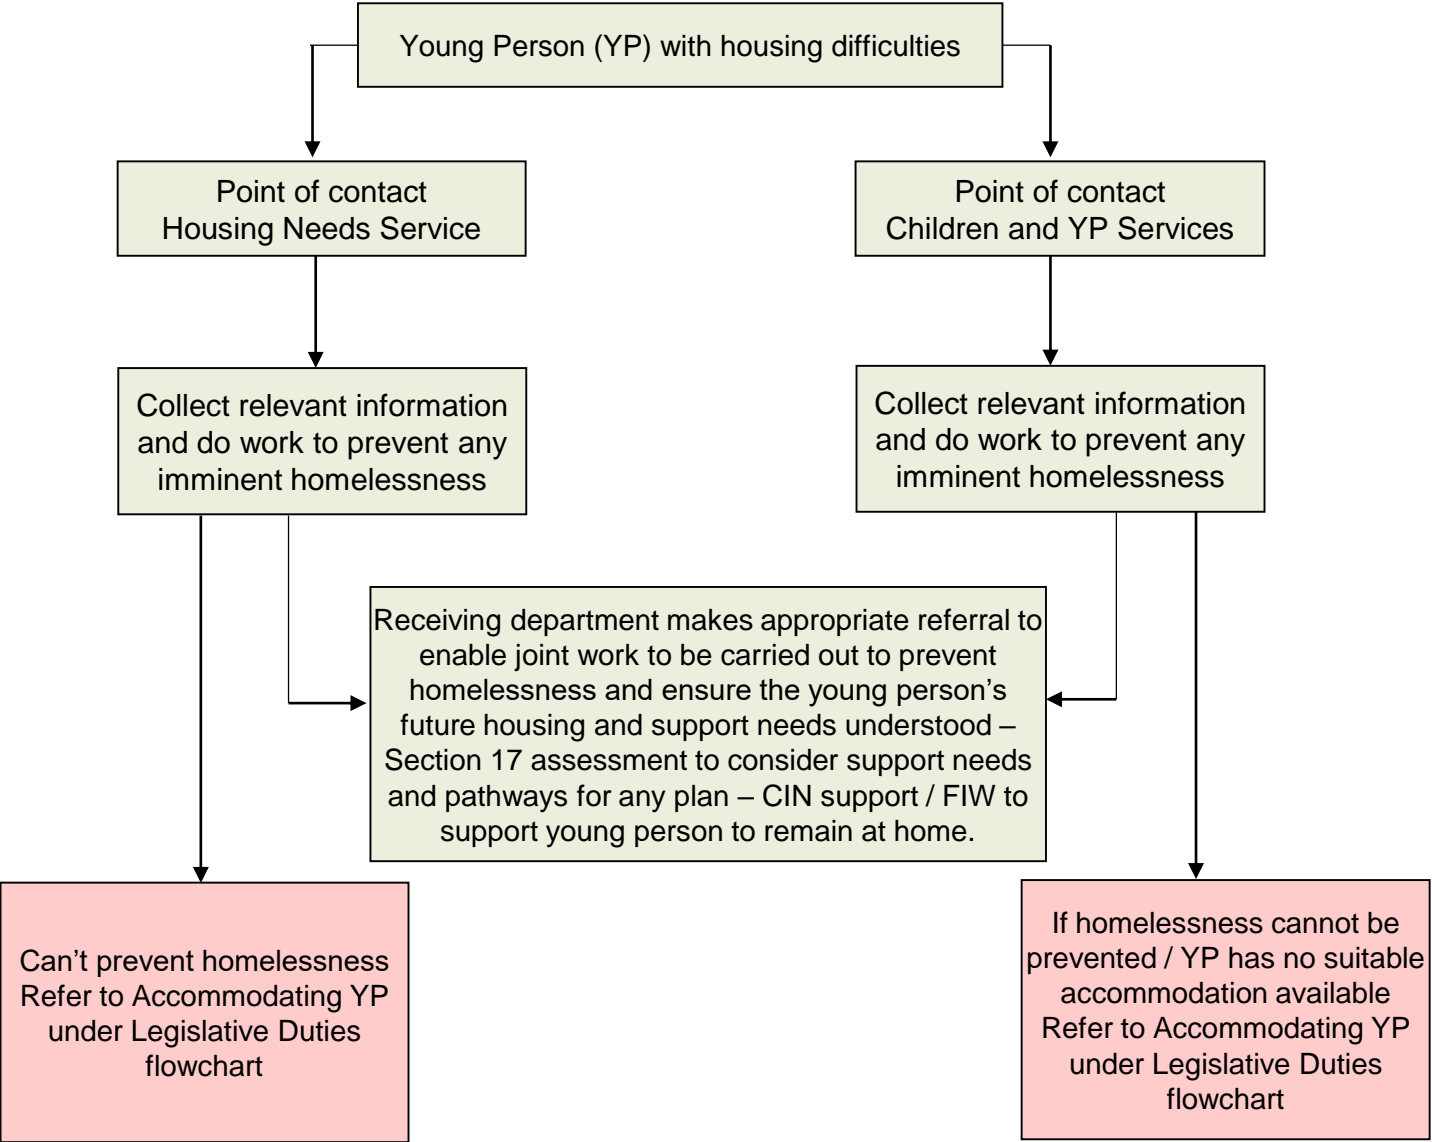 Young Person (YP) with housing difficulties
Point of contact
Housing Needs Service
Point of contact
Children and YP Services
Collect relevant information
and do work to prevent any
imminent homelessness
Collect relevant information
and do work to prevent any
imminent homelessness
Receiving department makes appropriate referral to
enable joint work to be carried out to prevent
homelessness and ensure the young person’s
future housing and support needs understood –
Section 17 assessment to consider support needs
and pathways for any plan – CIN support / FIW to
support young person to remain at home.
Can’t prevent homelessness
Refer to Accommodating YP
under Legislative Duties
flowchart
If homelessness cannot be
prevented / YP has no suitable
accommodation available
Refer to Accommodating YP
under Legislative Duties
flowchart